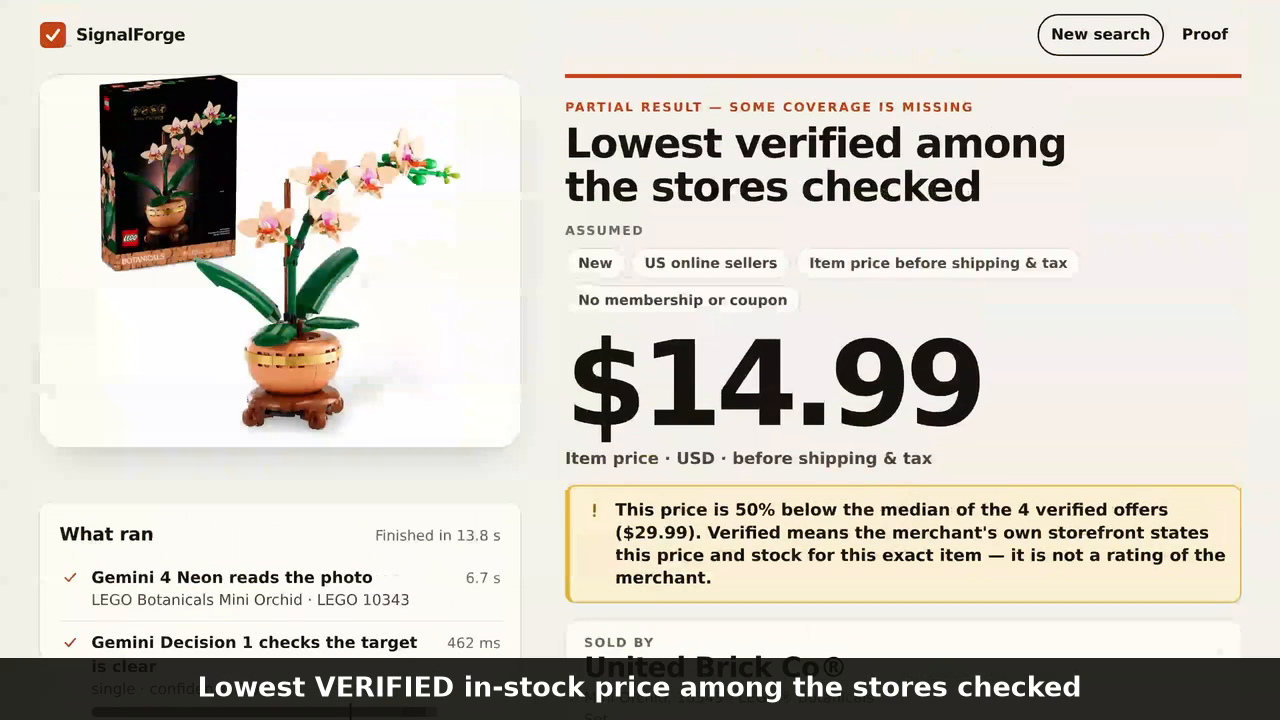 SignalForge
New search
Proof
LEGO
BOTANICALS
PARTIAL RESULT — SOME COVERAGE IS MISSING
Lowest verified among
the stores checked
ASSUMED
New
US online sellers
Item price before shipping & tax
No membership or coupon
$14.99
Item price · USD · before shipping & tax
! This price is 50% below the median of the 4 verified offers
($29.99). Verified means the merchant's own storefront states
this price and stock for this exact item — it is not a rating of the
merchant.
What ran
Finished in 13.8 s
Gemini 4 Neon reads the photo
6.7 s
LEGO Botanicals Mini Orchid · LEGO 10343
Gemini Decision 1 checks the target
462 ms
is clear
single · confid
SOLD BY
United Brick Co®
Set
Lowest VERIFIED in-stock price among the stores checked